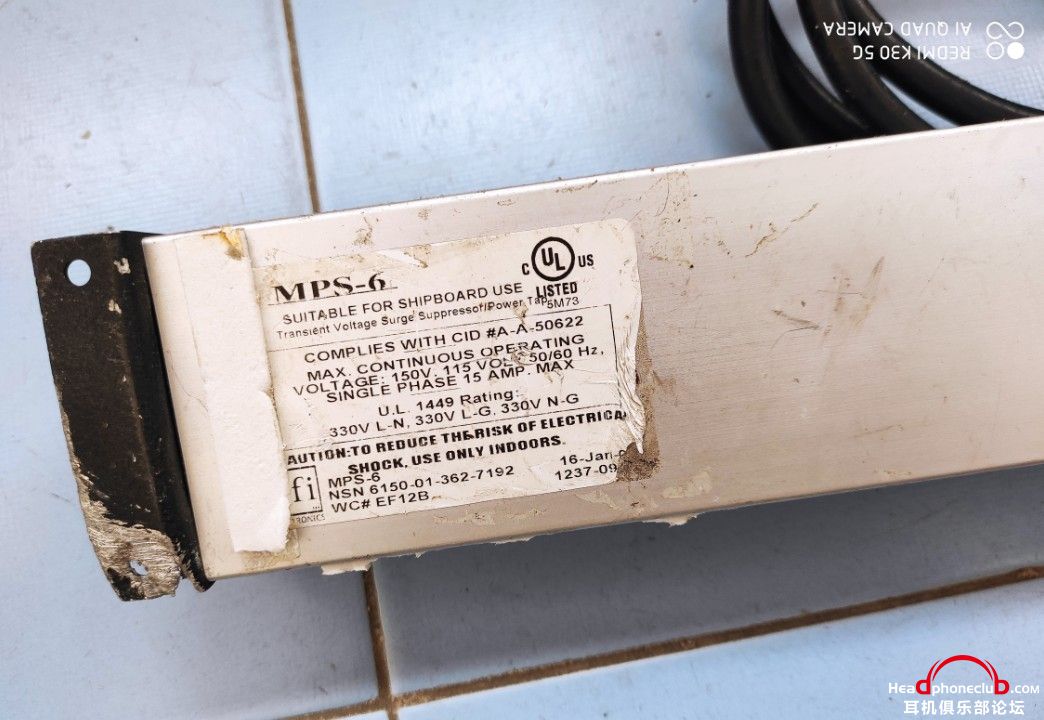 REDMI K30 5G
AI QUAD CAMERA
MPS-6
C UL US
LISTED
5M73
SUITABLE FOR SHIPBOARD USE
Transient Voltage Surge Suppressor/Power Tap
COMPLIES WITH CID #A-A-50622
MAX. CONTINUOUS OPERATING
VOLTAGE: 150V. 115 VOLT 50/60 Hz,
SINGLE PHASE 15 AMP. MAX
U.L. 1449 Rating:
330V L-N, 330V L-G, 330V N-G
AUTION:TO REDUCE THE RISK OF ELECTRICA
SHOCK, USE ONLY INDOORS.
fi
RONICS
MPS-6
16-Jan-
NSN 6150-01-362-7192
1237-09
WC# EF12B
Headphoneclub.com
耳机俱乐部论坛